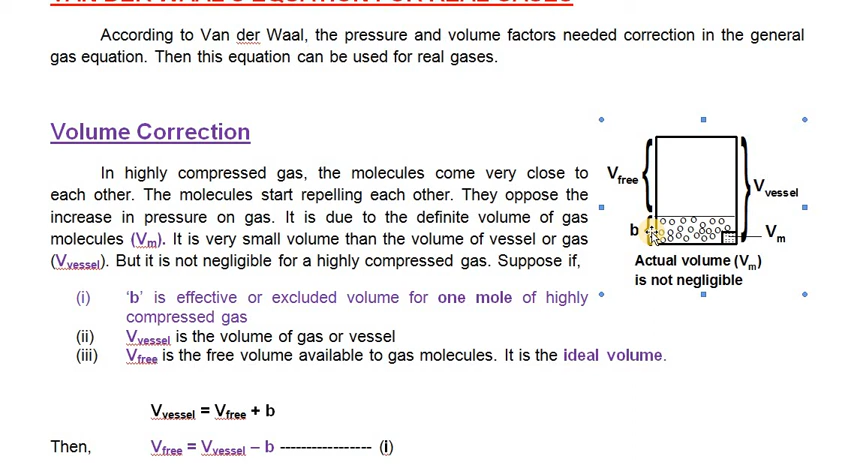 VAN DER WAAL'S EQUATION FOR REAL GASES
According to Van der Waal, the pressure and volume factors needed correction in the general
gas equation. Then this equation can be used for real gases.
Volume Correction
In highly compressed gas, the molecules come very close to
each other. The molecules start repelling each other. They oppose the
increase in pressure on gas. It is due to the definite volume of gas
molecules (Vm). It is very small volume than the volume of vessel or gas
(Vvessel). But it is not negligible for a highly compressed gas. Suppose if,
(i) ‘b’ is effective or excluded volume for one mole of highly
compressed gas
(ii) Vvessel is the volume of gas or vessel
(iii) Vfree is the free volume available to gas molecules. It is the ideal volume.
Vvessel = Vfree + b
Then, Vfree = Vvessel – b ----------------- (i)
Vfree
Vvessel
b
Vm
Actual volume (Vm)
is not negligible